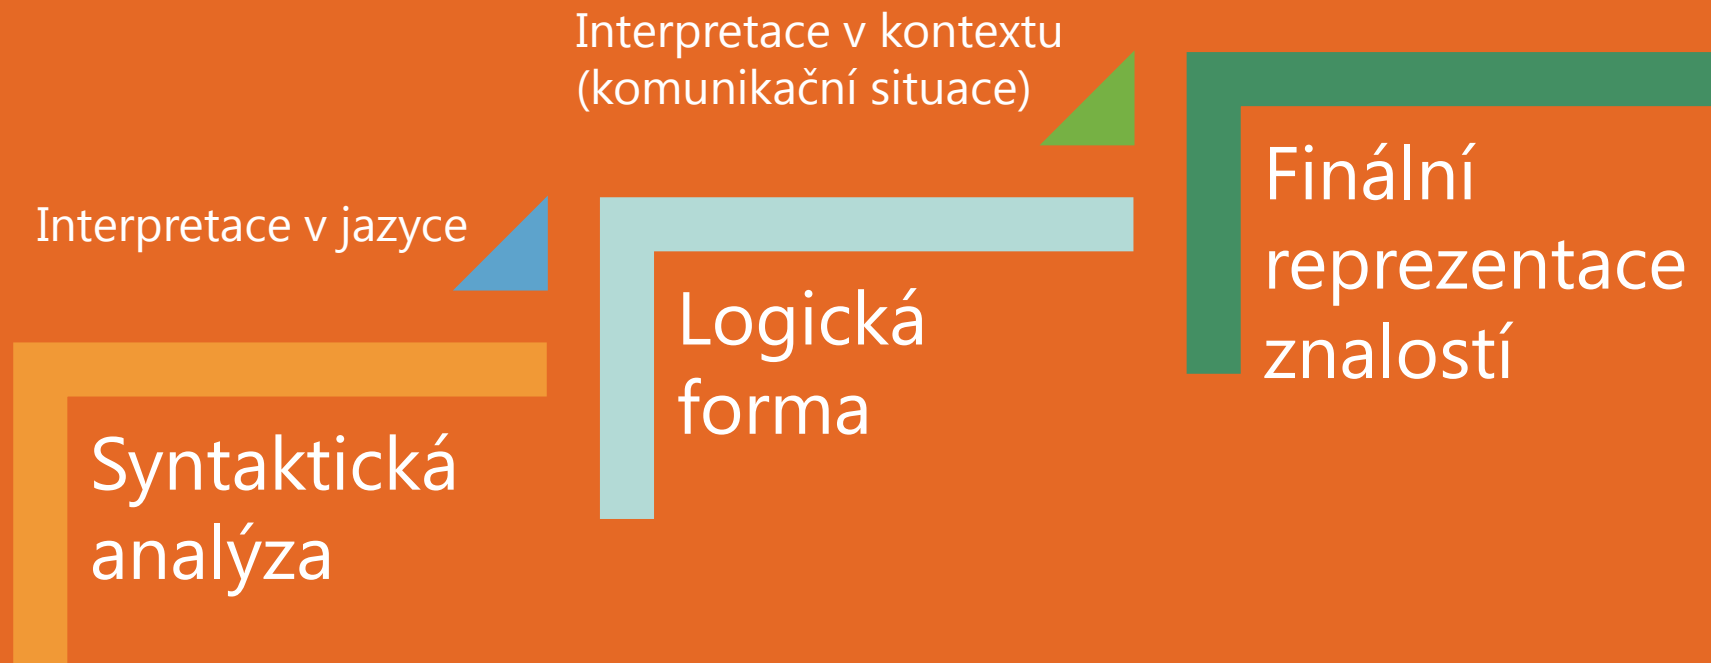 Interpretace v kontextu
(komunikační situace)
Interpretace v jazyce
Finální
reprezentace
znalostí
Logická
forma
Syntaktická
analýza